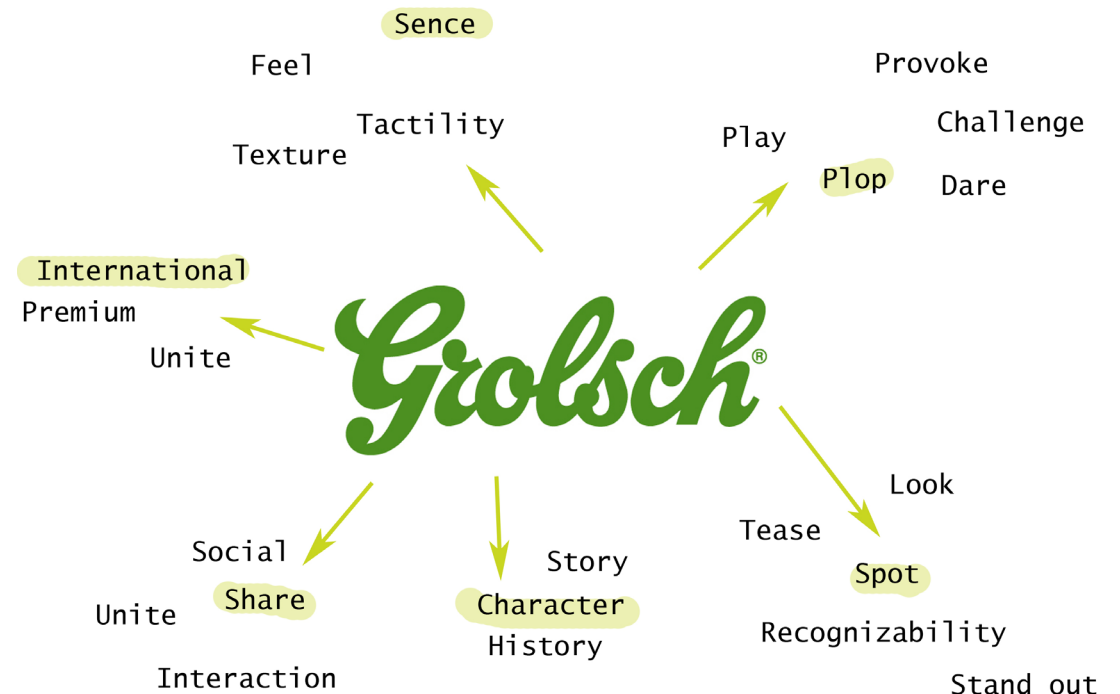 Sence
Feel
Tactility
Texture
Provoke
Challenge
Play
Plop
Dare
International
Premium
Unite
Grolsch®
Look
Tease
Spot
Recognizability
Stand out
Social
Share
Unite
Interaction
Story
Character
History